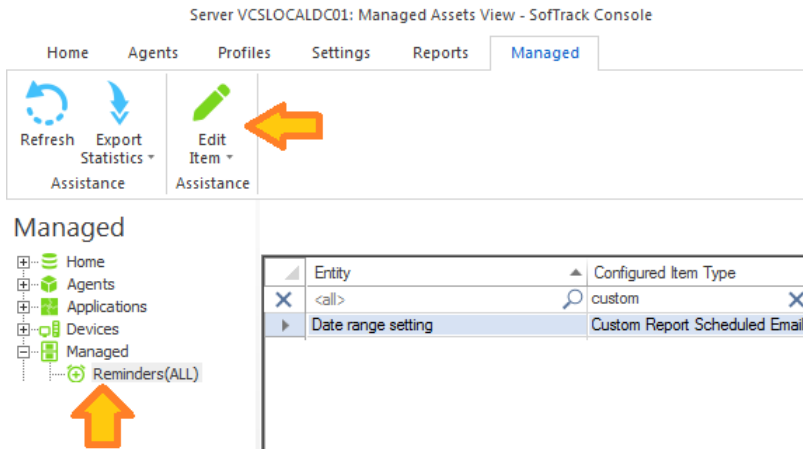 Server VCSLOCALDC01: Managed Assets View - SofTrack Console
Home Agents Profiles Settings Reports Managed
Refresh Export Statistics Edit Item
Assistance Assistance
Managed
Home
Agents
Applications
Devices
Managed
Reminders(ALL)
Entity Configured Item Type
<all> custom
Date range setting Custom Report Scheduled Email